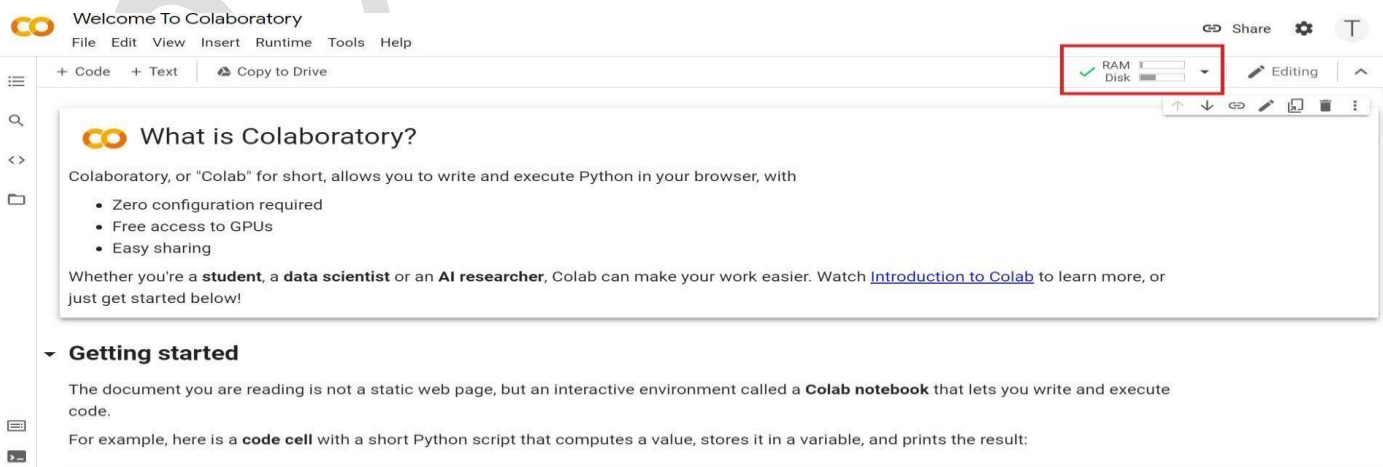 Welcome To Colaboratory
File Edit View Insert Runtime Tools Help
Share
T
+ Code + Text Copy to Drive
RAM
Disk
Editing
What is Colaboratory?
Colaboratory, or "Colab" for short, allows you to write and execute Python in your browser, with
• Zero configuration required
• Free access to GPUs
• Easy sharing
Whether you're a student, a data scientist or an AI researcher, Colab can make your work easier. Watch Introduction to Colab to learn more, or
just get started below!
Getting started
The document you are reading is not a static web page, but an interactive environment called a Colab notebook that lets you write and execute
code.
For example, here is a code cell with a short Python script that computes a value, stores it in a variable, and prints the result: